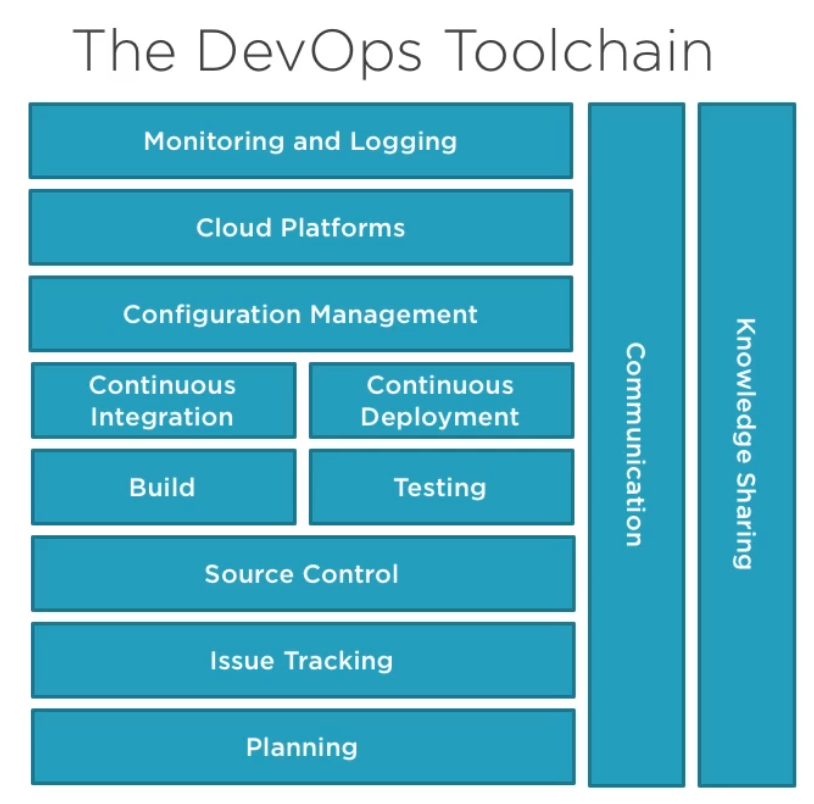 The DevOps Toolchain
Monitoring and Logging
Cloud Platforms
Configuration Management
Continuous
Integration
Continuous
Deployment
Build
Testing
Source Control
Issue Tracking
Planning
Communication
Knowledge Sharing